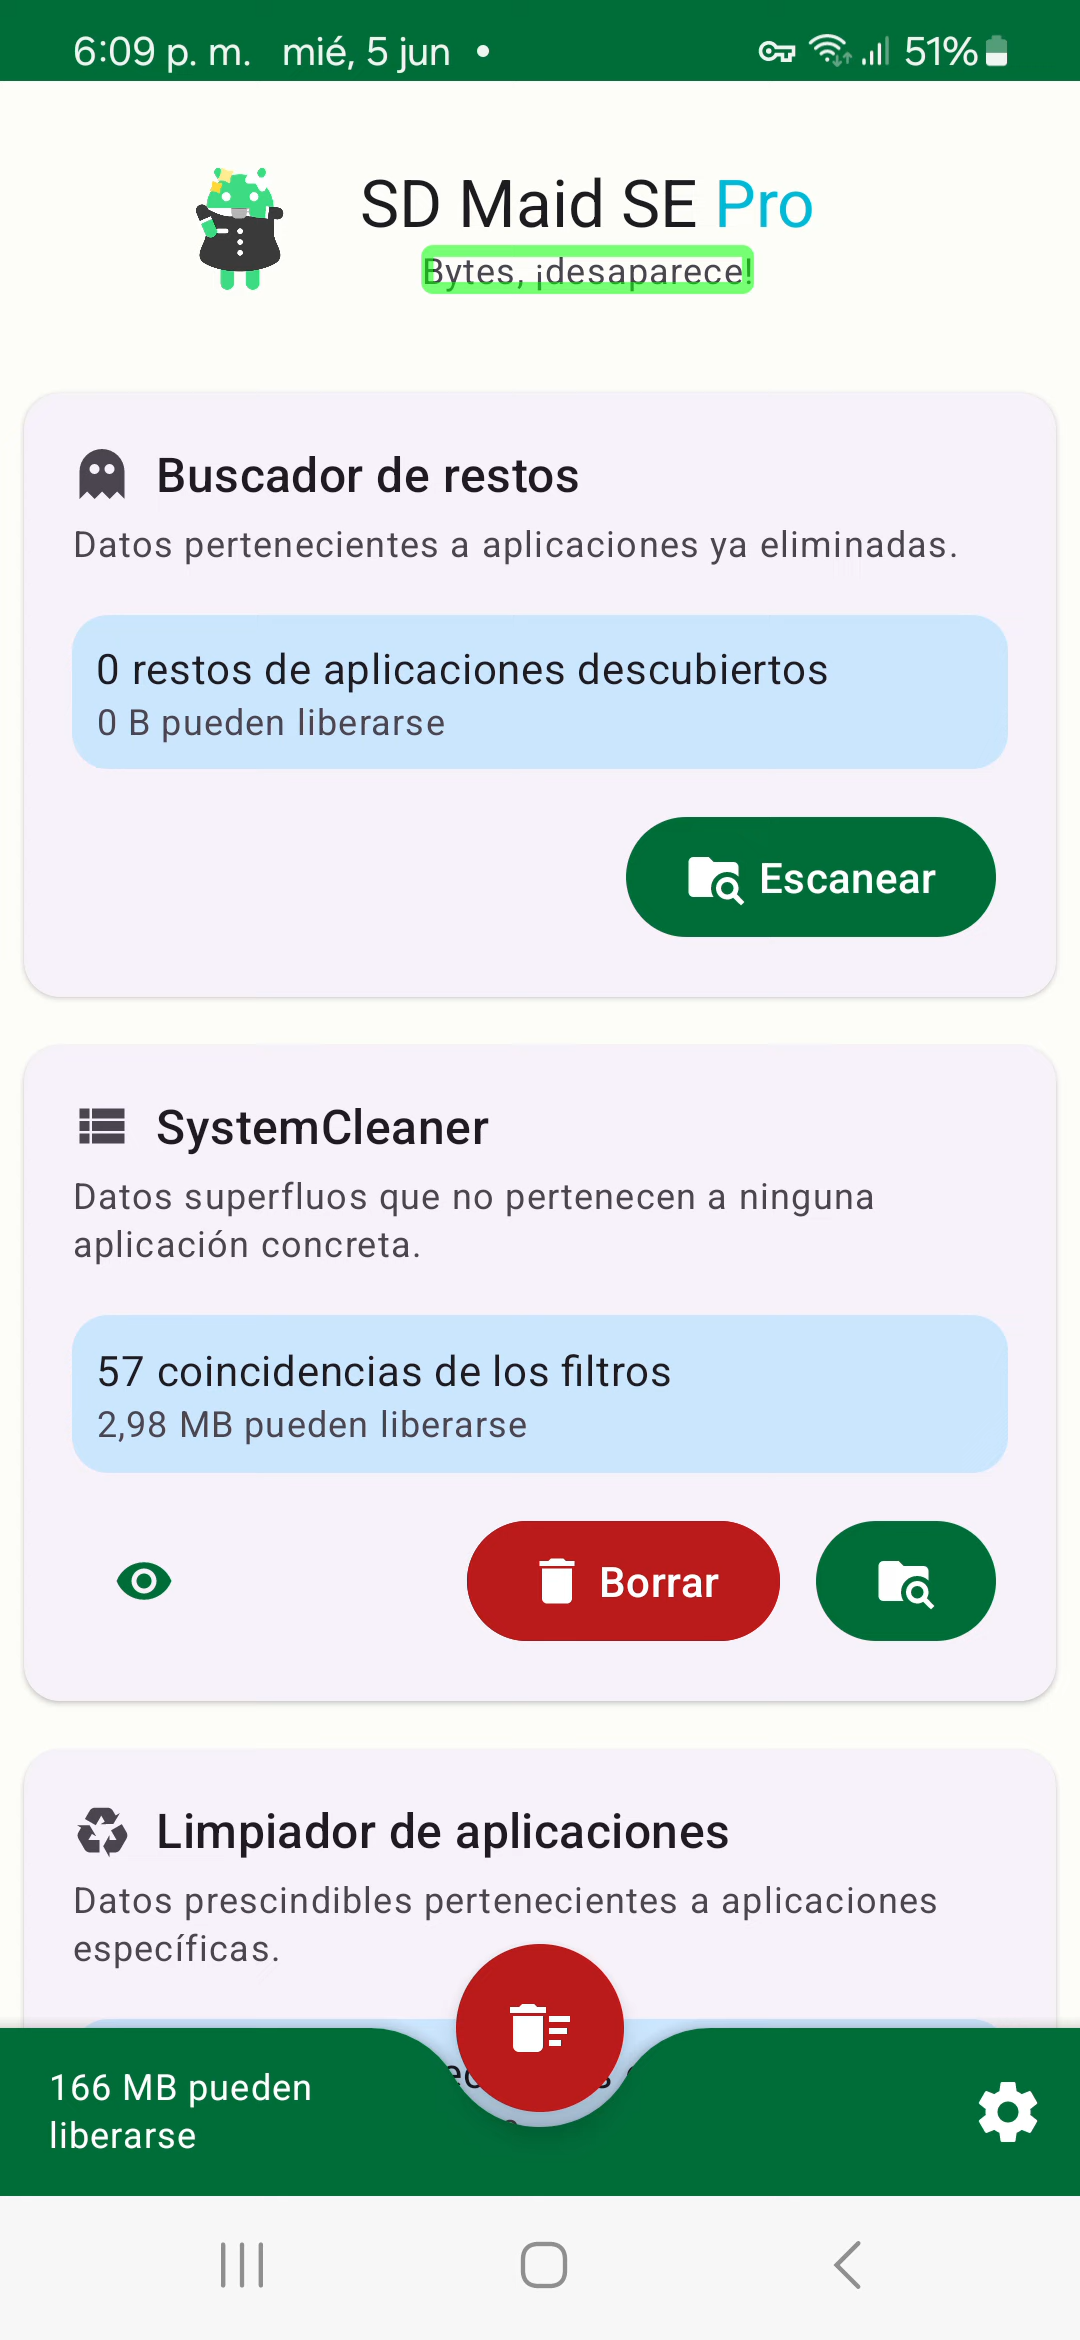 6:09 p. m. mié, 5 jun • 51%
SD Maid SE Pro
Bytes, ¡desaparece!
Buscador de restos
Datos pertenecientes a aplicaciones ya eliminadas.
0 restos de aplicaciones descubiertos
0 B pueden liberarse
Escanear
SystemCleaner
Datos superfluos que no pertenecen a ninguna
aplicación concreta.
57 coincidencias de los filtros
2,98 MB pueden liberarse
Borrar
Limpiador de aplicaciones
Datos prescindibles pertenecientes a aplicaciones
específicas.
166 MB pueden
liberarse